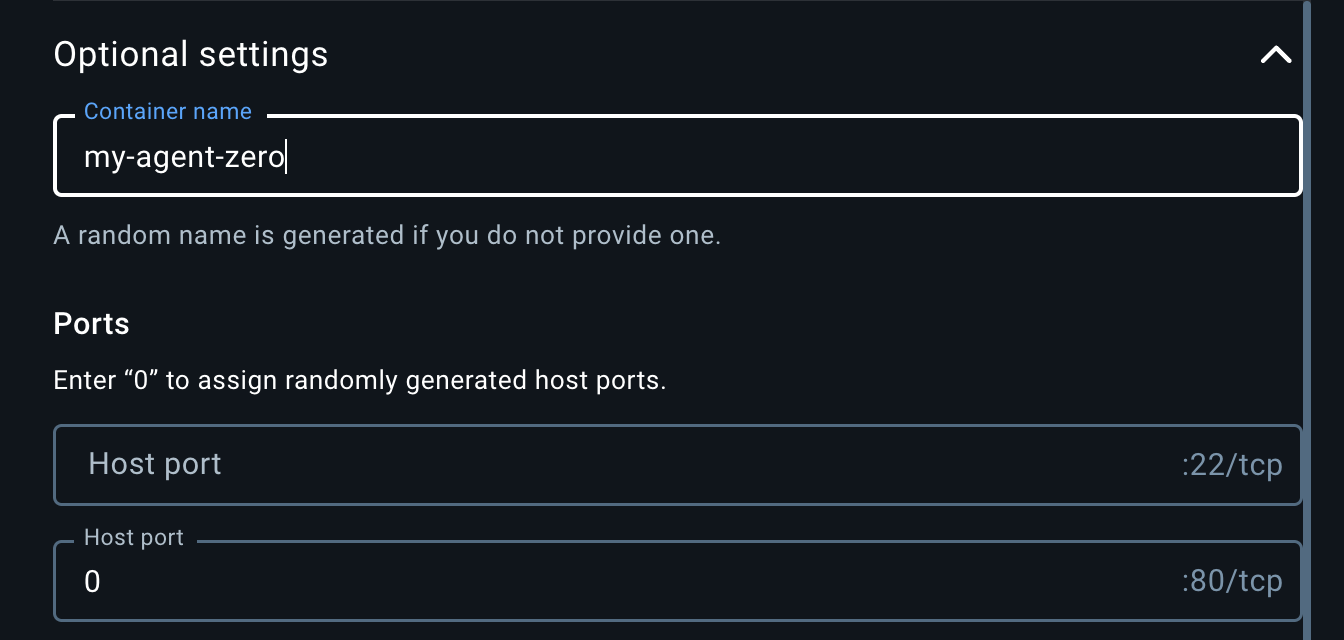 Optional settings
Container name
my-agent-zero
A random name is generated if you do not provide one.
Ports
Enter “0” to assign randomly generated host ports.
Host port :22/tcp
Host port
0 :80/tcp